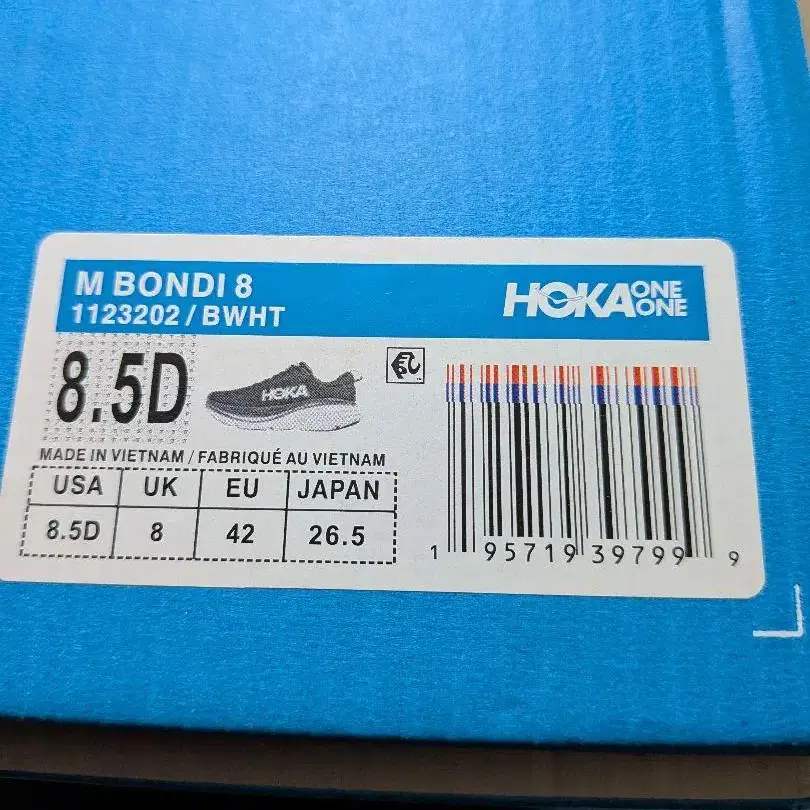 M BONDI 8
1123202 / BWHT
HOKA ONE ONE
8.5D
HOKA
MADE IN VIETNAM / FABRIQUÉ AU VIETNAM
USA UK EU JAPAN
8.5D 8 42 26.5
1 95719 39799 9